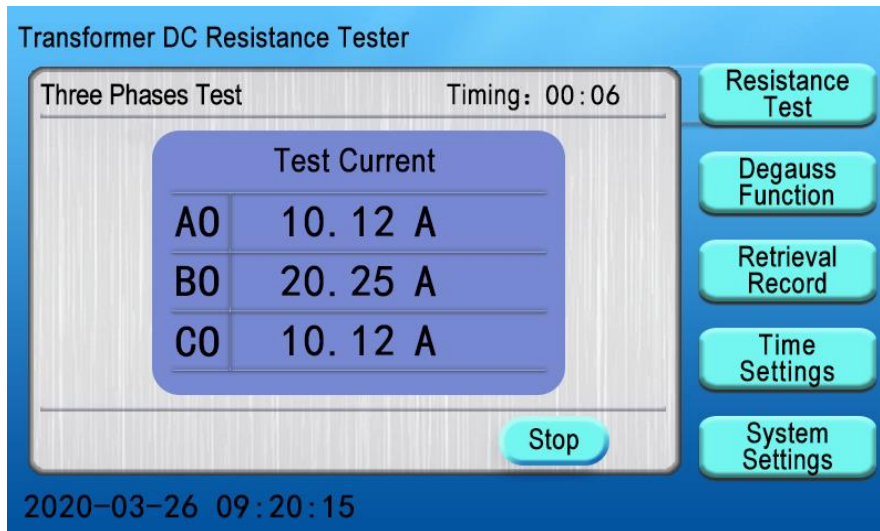 Transformer DC Resistance Tester
Three Phases Test
Timing: 00:06
Test Current
A0 10.12 A
B0 20.25 A
C0 10.12 A
Stop
Resistance
Test
Degauss
Function
Retrieval
Record
Time
Settings
System
Settings
2020-03-26 09:20:15